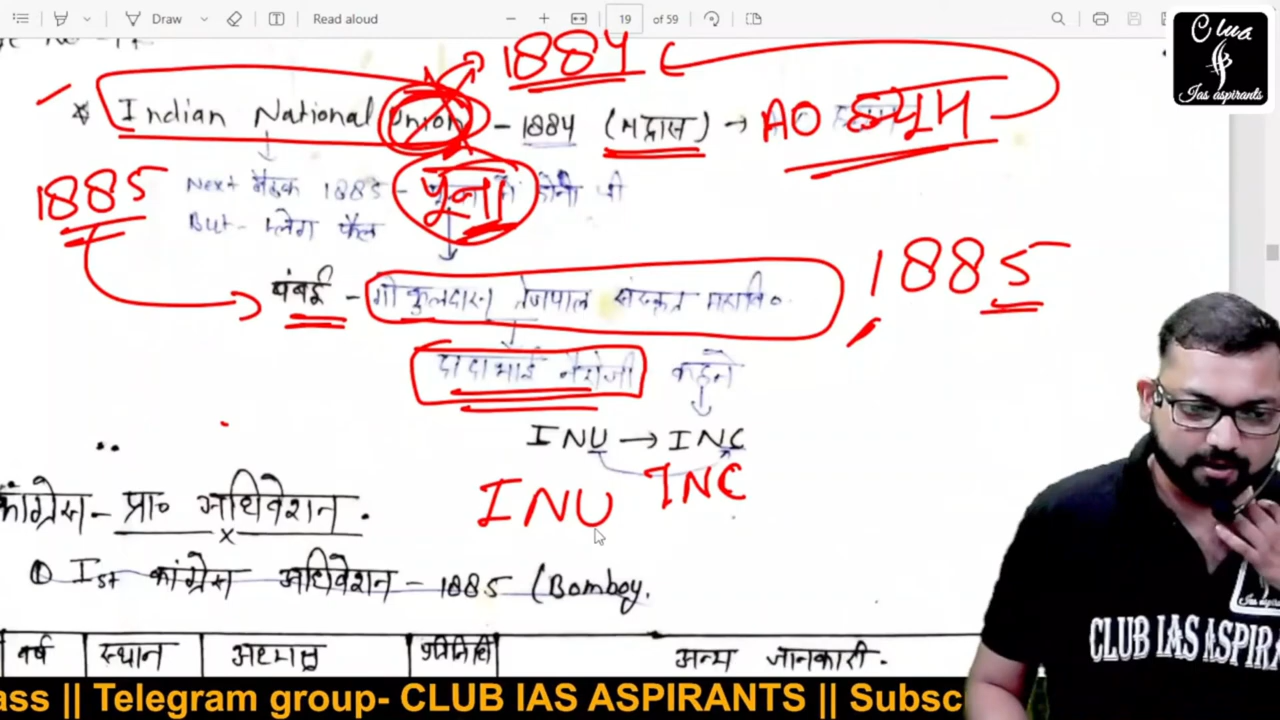 Draw
Read aloud
19 of 59
Club
Ias aspirants
1884
Indian National Union - 1884 (मद्रास) → AO ह्यूम
1885 Next बैठक 1885 - पूना में होनी थी
But - प्लेग फैल
बंबई - गोकुलदास तेजपाल संस्कृत महावि० 1885
दादाभाई नैरोजी कहने
INU → INC
INU INC
कांग्रेस - प्रा० अधिवेशन.
① Ist कांग्रेस अधिवेशन - 1885 (Bombay.
वर्ष स्थान अध्यक्ष प्रतिनिधि अन्य जानकारी.
CLUB IAS ASPIRA
ass || Telegram group- CLUB IAS ASPIRANTS || Subsc